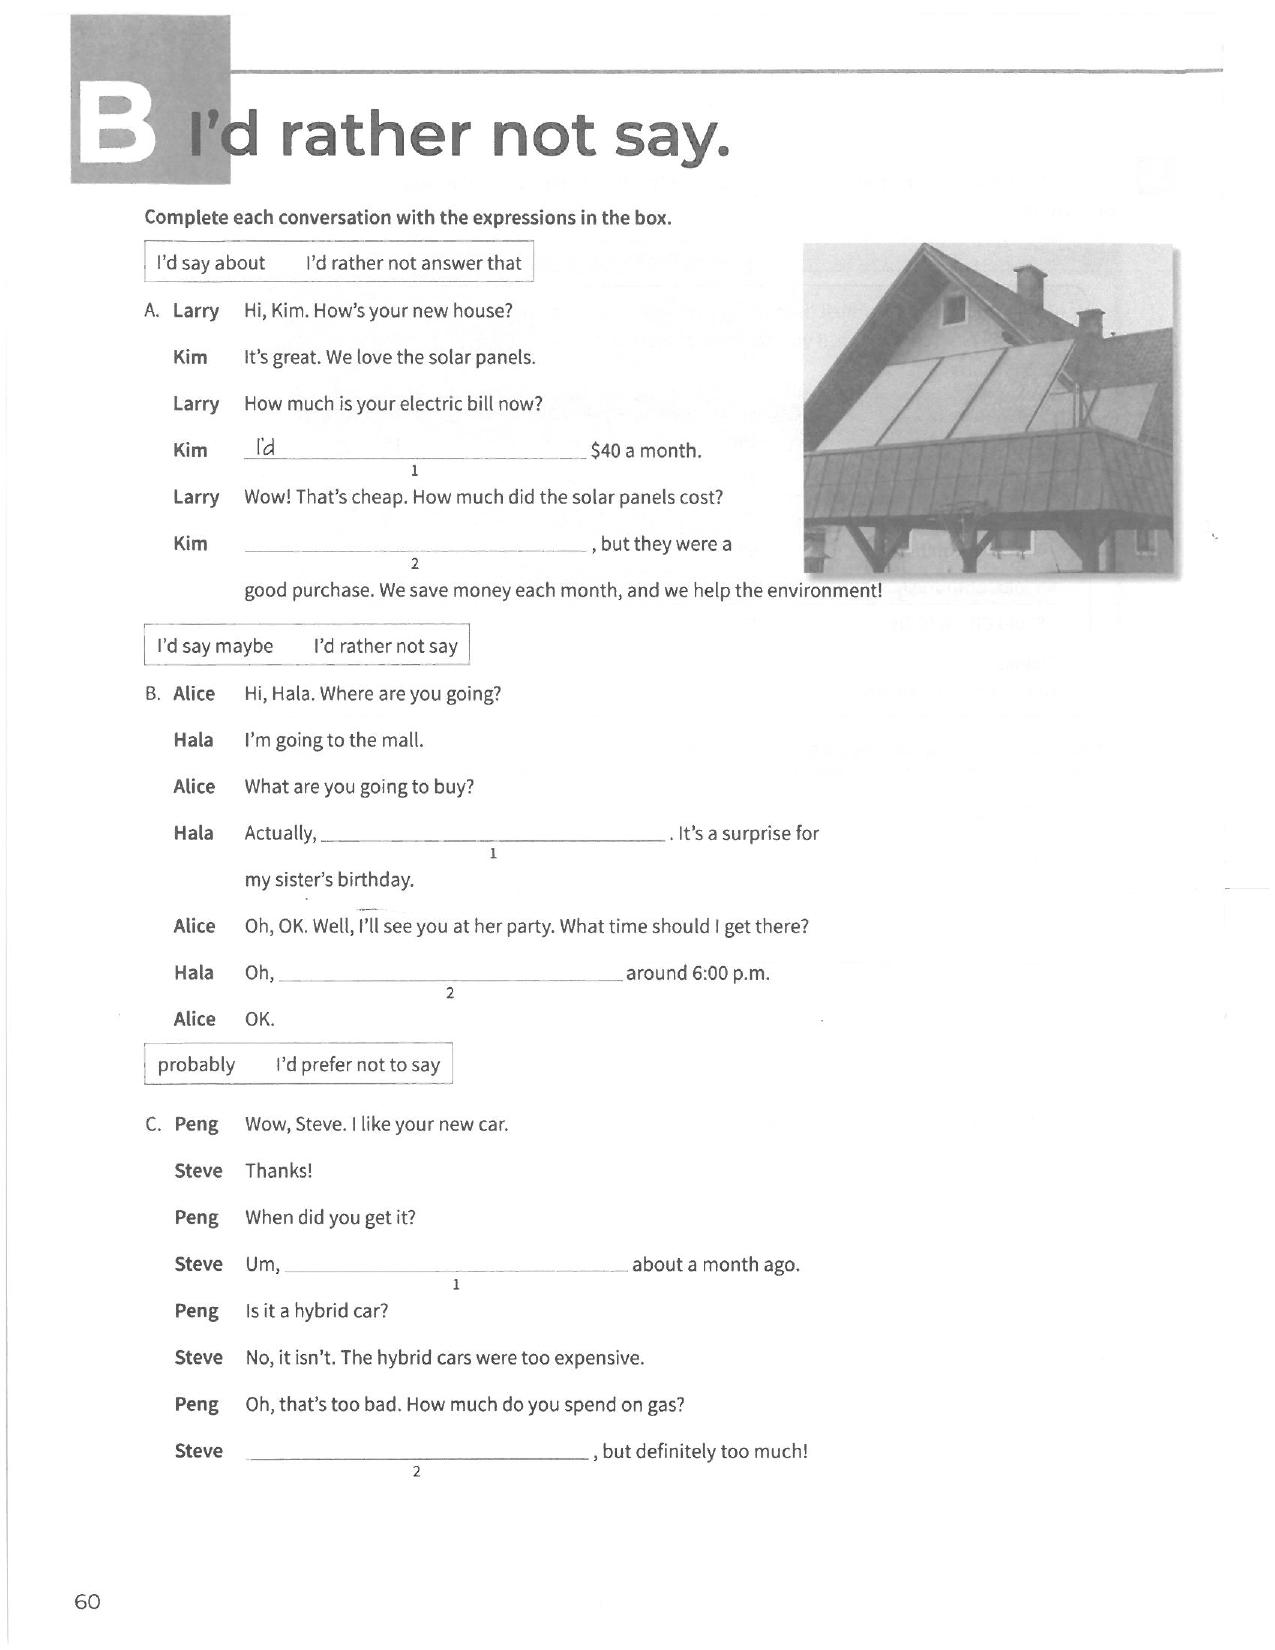 B I'd rather not say.
Complete each conversation with the expressions in the box.
I'd say about I'd rather not answer that
A. Larry Hi, Kim. How's your new house?
Kim It's great. We love the solar panels.
Larry How much is your electric bill now?
Kim I'd $40 a month.
1
Larry Wow! That's cheap. How much did the solar panels cost?
Kim , but they were a
2
good purchase. We save money each month, and we help the environment!
I'd say maybe I'd rather not say
B. Alice Hi, Hala. Where are you going?
Hala I'm going to the mall.
Alice What are you going to buy?
Hala Actually, . It's a surprise for
1
my sister's birthday.
Alice Oh, OK. Well, I'll see you at her party. What time should I get there?
Hala Oh, around 6:00 p.m.
2
Alice OK.
probably I'd prefer not to say
C. Peng Wow, Steve. I like your new car.
Steve Thanks!
Peng When did you get it?
Steve Um, about a month ago.
1
Peng Is it a hybrid car?
Steve No, it isn't. The hybrid cars were too expensive.
Peng Oh, that's too bad. How much do you spend on gas?
Steve , but definitely too much!
2
60